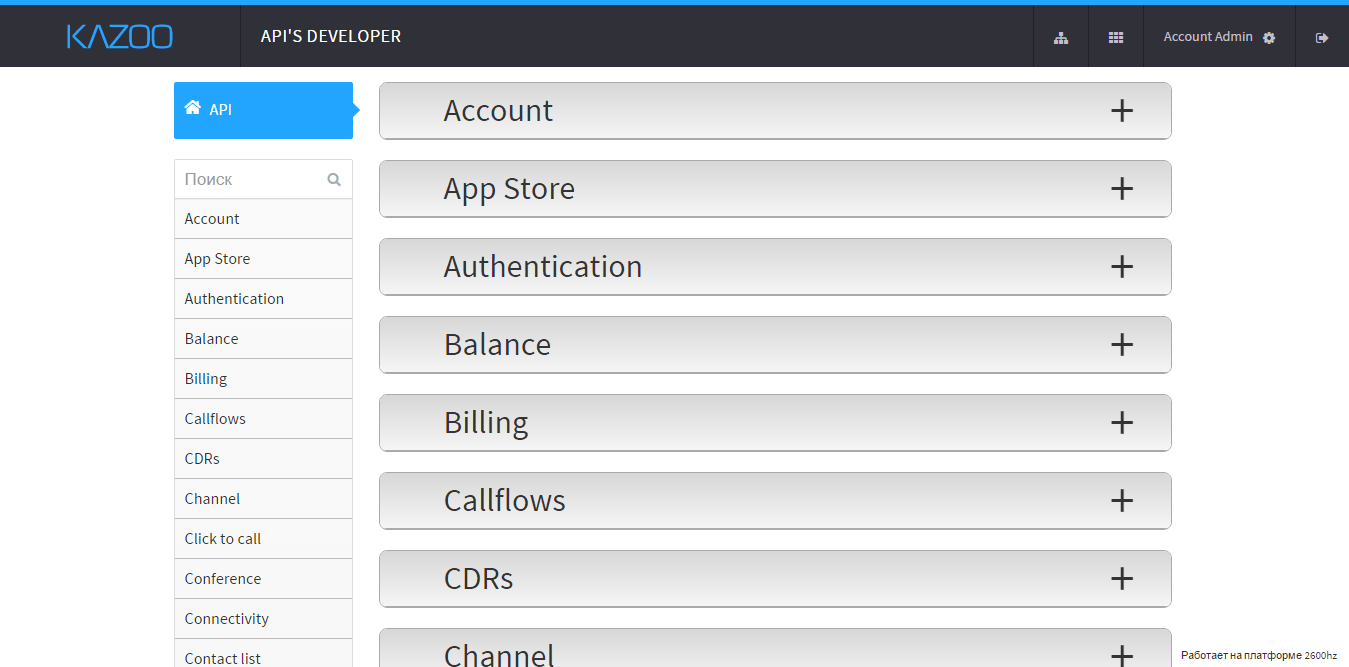 KAZOO
API'S DEVELOPER
Account Admin
API
Поиск
Account
App Store
Authentication
Balance
Billing
Callflows
CDRs
Channel
Click to call
Conference
Connectivity
Contact list
Account
App Store
Authentication
Balance
Billing
Callflows
CDRs
Channel
Работает на платформе 2600hz